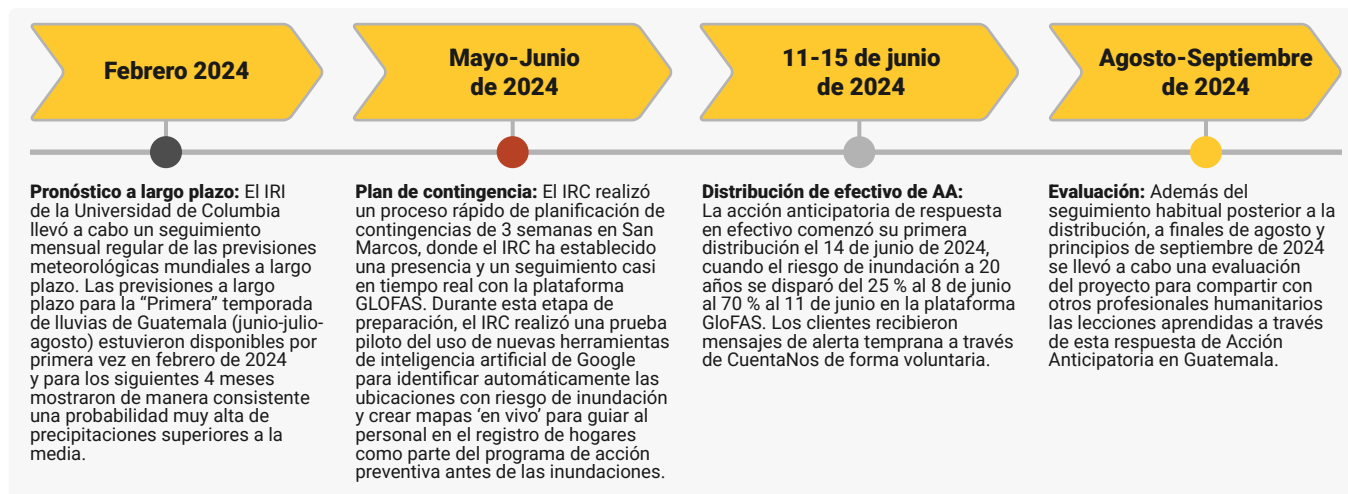 Febrero 2024
Mayo-Junio
de 2024
11-15 de junio
de 2024
Agosto-Septiembre
de 2024
Pronóstico a largo plazo: El IRI
de la Universidad de Columbia
llevó a cabo un seguimiento
mensual regular de las previsiones
meteorológicas mundiales a largo
plazo. Las previsiones a largo
plazo para la “Primera” temporada
de lluvias de Guatemala (junio-julio-
agosto) estuvieron disponibles por
primera vez en febrero de 2024
y para los siguientes 4 meses
mostraron de manera consistente
una probabilidad muy alta de
precipitaciones superiores a la
media.
Plan de contingencia: El IRC realizó
un proceso rápido de planificación de
contingencias de 3 semanas en San
Marcos, donde el IRC ha establecido
una presencia y un seguimiento casi
en tiempo real con la plataforma
GLOFAS. Durante esta etapa de
preparación, el IRC realizó una prueba
piloto del uso de nuevas herramientas
de inteligencia artificial de Google
para identificar automáticamente las
ubicaciones con riesgo de inundación
y crear mapas ‘en vivo’ para guiar al
personal en el registro de hogares
como parte del programa de acción
preventiva antes de las inundaciones.
Distribución de efectivo de AA:
La acción anticipatoria de respuesta
en efectivo comenzó su primera
distribución el 14 de junio de 2024,
cuando el riesgo de inundación a 20
años se disparó del 25 % al 8 de junio
al 70 % al 11 de junio en la plataforma
GloFAS. Los clientes recibieron
mensajes de alerta temprana a través
de CuentaNos de forma voluntaria.
Evaluación: Además del
seguimiento habitual posterior a la
distribución, a finales de agosto y
principios de septiembre de 2024
se llevó a cabo una evaluación
del proyecto para compartir con
otros profesionales humanitarios
las lecciones aprendidas a través
de esta respuesta de Acción
Anticipatoria en Guatemala.